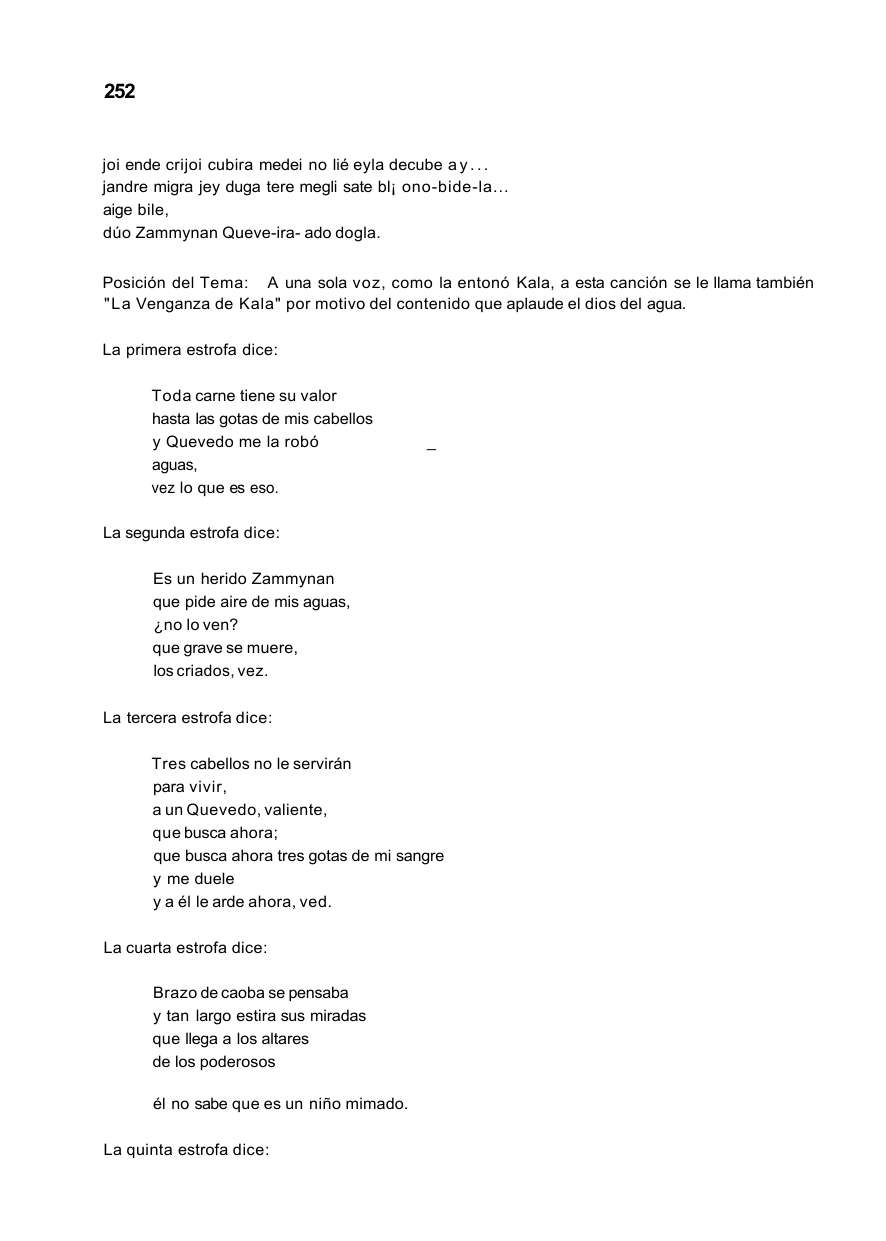 252
joi ende crijoi cubira medei no lié eyla decube ay...
jandre migra jey duga tere megli sate bl¡ ono-bide-la...
aige bile,
dúo Zammynan Queve-ira- ado dogla.
Posición del Tema: A una sola voz, como la entonó Kala, a esta canción se le llama también
"La Venganza de Kala" por motivo del contenido que aplaude el dios del agua.
La primera estrofa dice:
Toda carne tiene su valor
hasta las gotas de mis cabellos
y Quevedo me la robó _
aguas,
vez lo que es eso.
La segunda estrofa dice:
Es un herido Zammynan
que pide aire de mis aguas,
¿no lo ven?
que grave se muere,
los criados, vez.
La tercera estrofa dice:
Tres cabellos no le servirán
para vivir,
a un Quevedo, valiente,
que busca ahora;
que busca ahora tres gotas de mi sangre
y me duele
y a él le arde ahora, ved.
La cuarta estrofa dice:
Brazo de caoba se pensaba
y tan largo estira sus miradas
que llega a los altares
de los poderosos
él no sabe que es un niño mimado.
La quinta estrofa dice: